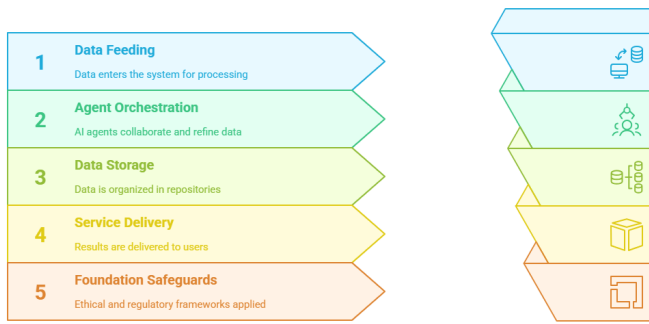 1
Data Feeding
Data enters the system for processing
2
Agent Orchestration
AI agents collaborate and refine data
3
Data Storage
Data is organized in repositories
4
Service Delivery
Results are delivered to users
5
Foundation Safeguards
Ethical and regulatory frameworks applied